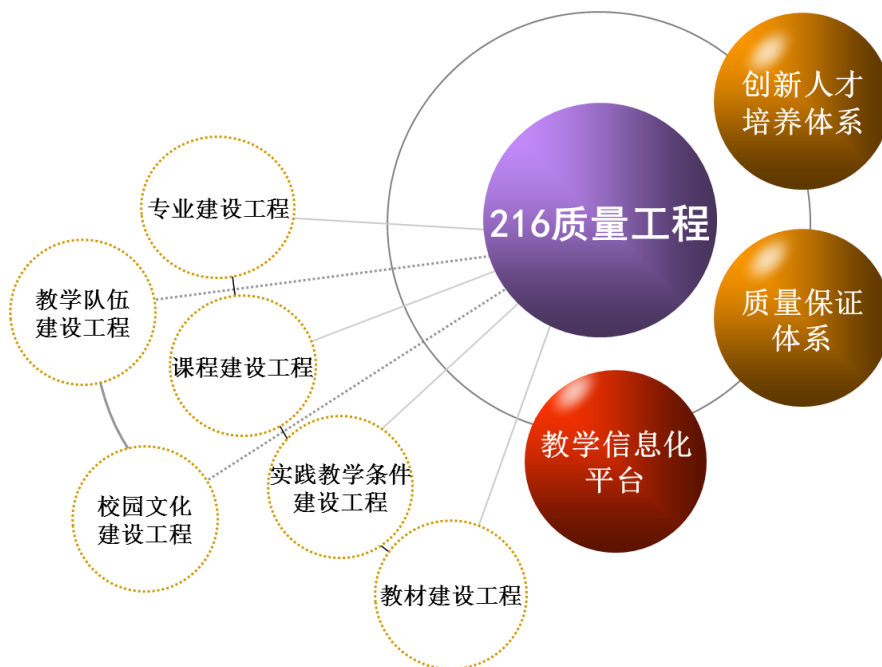 创新人才
培养体系
专业建设工程
216质量工程
教学队伍
建设工程
质量保证
体系
课程建设工程
教学信息化
平台
实践教学条件
建设工程
校园文化
建设工程
教材建设工程